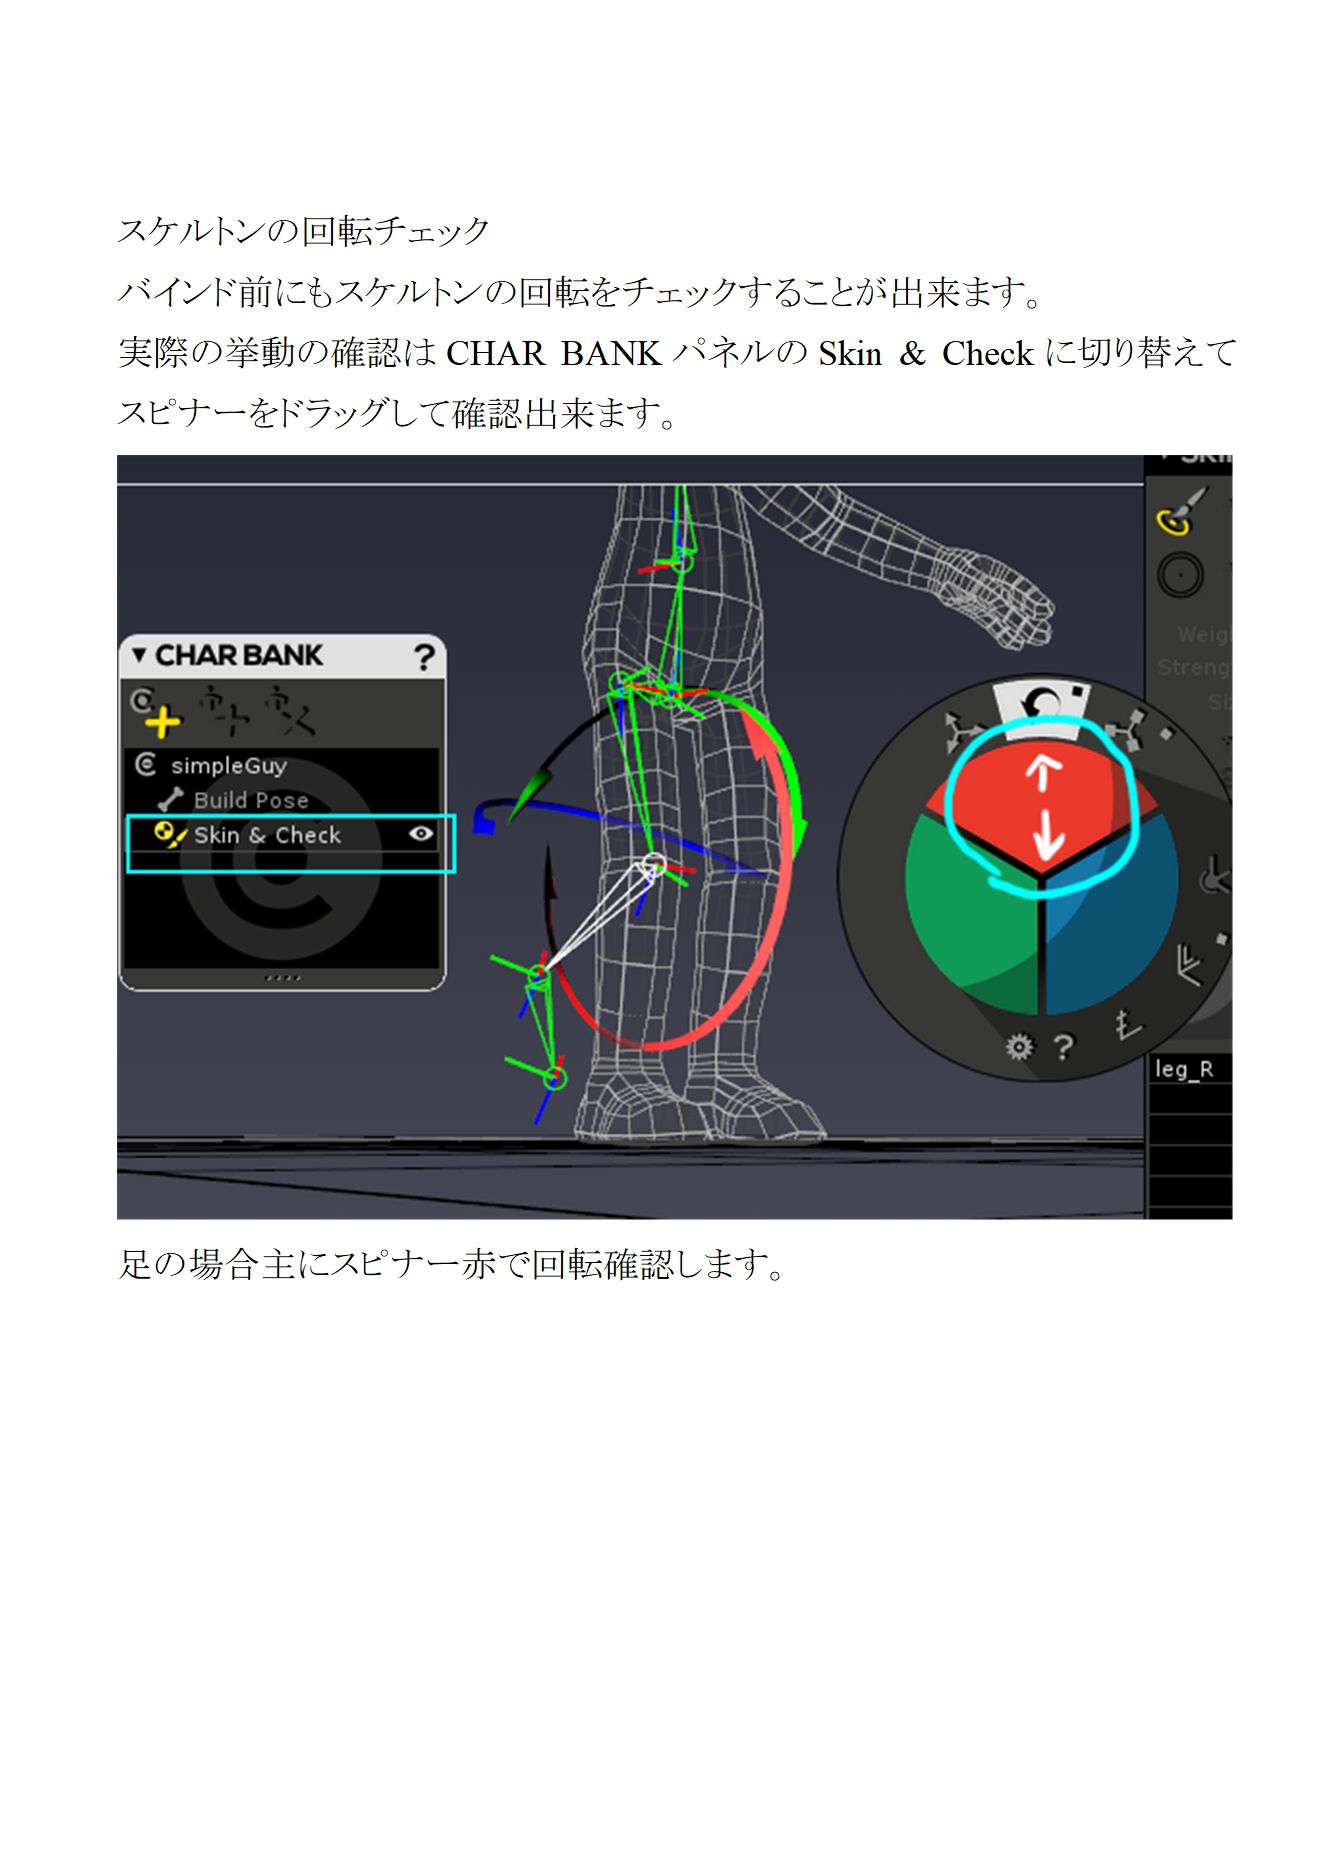 スケルトンの回転チェック
バインド前にもスケルトンの回転をチェックすることが出来ます。
実際の挙動の確認は CHAR BANK パネルの Skin & Check に切り替えて
スピナーをドラッグして確認出来ます。
CHAR BANK ?
simpleGuy
Build Pose
Skin & Check
?
leg_R
足の場合主にスピナー赤で回転確認します。